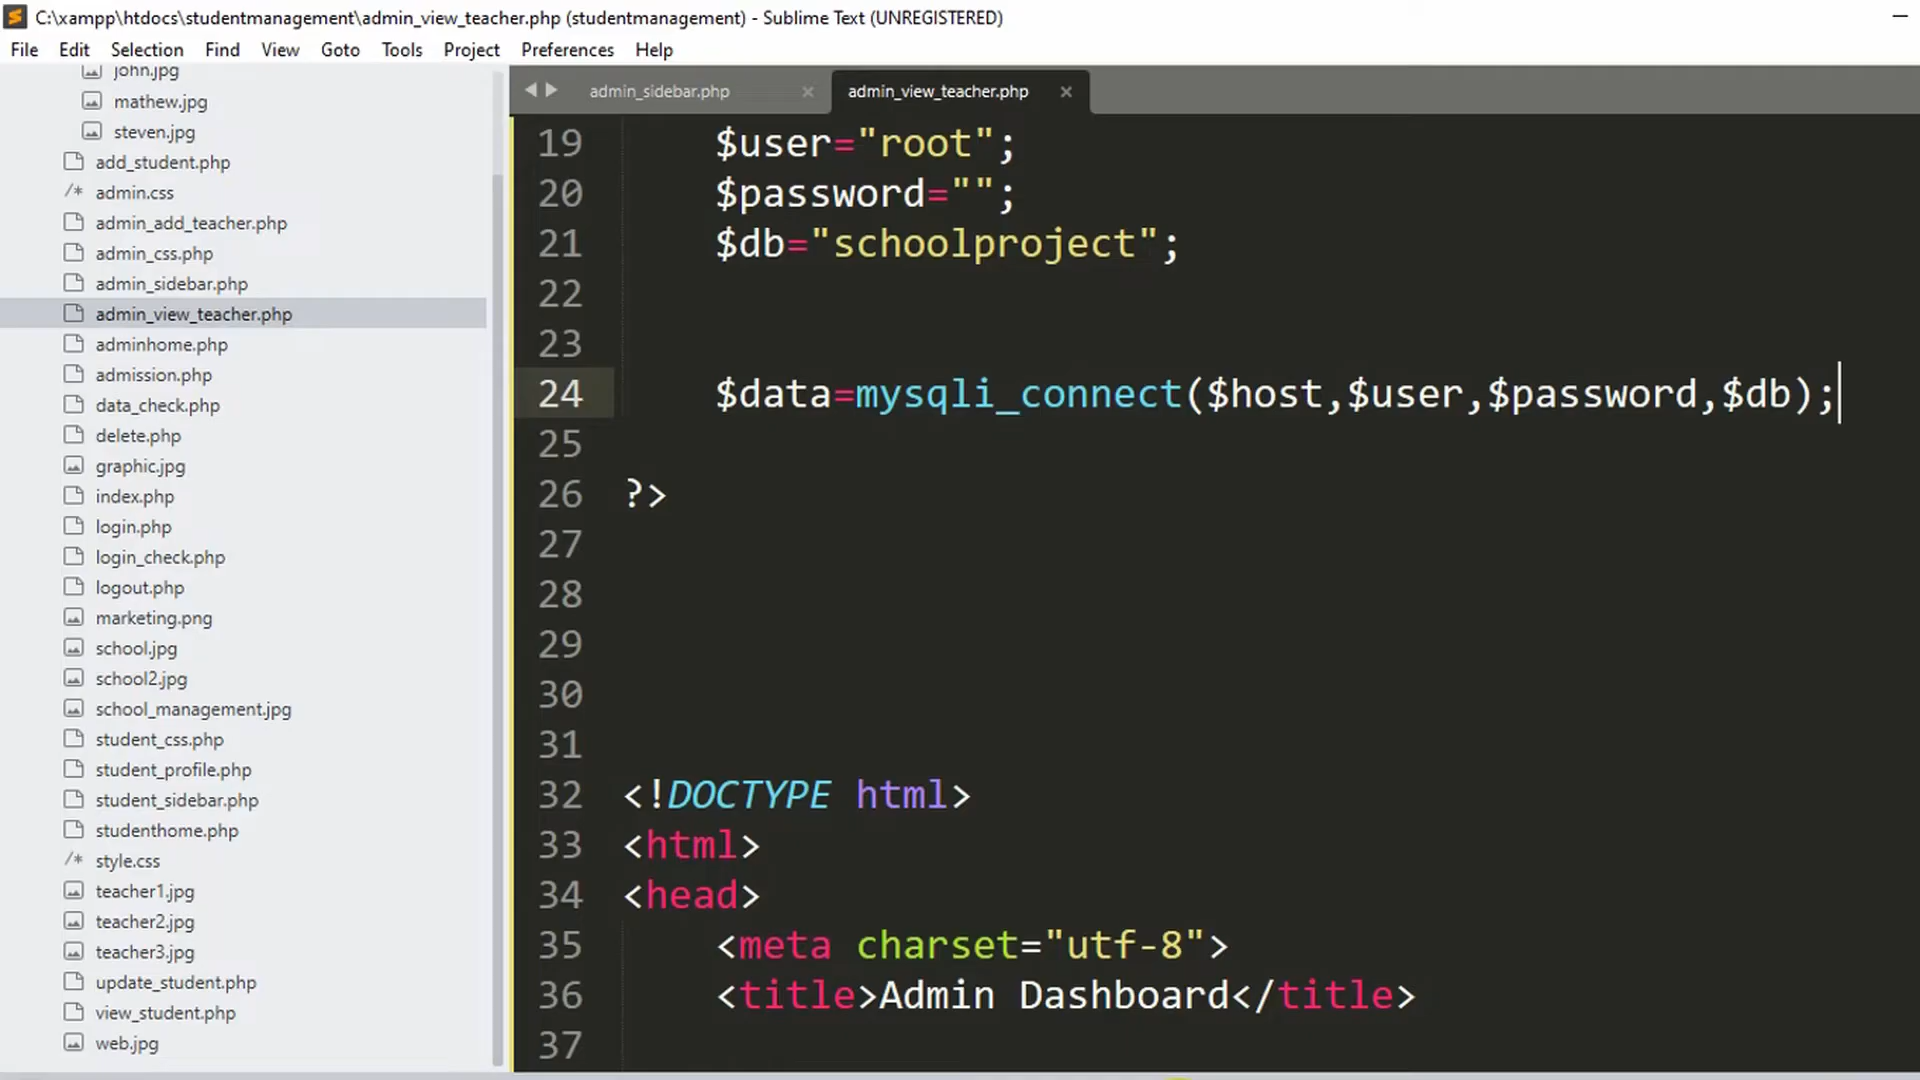 C:\xampp\htdocs\studentmanagement\admin_view_teacher.php (studentmanagement) - Sublime Text (UNREGISTERED)
File Edit Selection Find View Goto Tools Project Preferences Help
john.jpg
mathew.jpg
steven.jpg
add_student.php
/* admin.css
admin_add_teacher.php
admin_css.php
admin_sidebar.php
admin_view_teacher.php
adminhome.php
admission.php
data_check.php
delete.php
graphic.jpg
index.php
login.php
login_check.php
logout.php
marketing.png
school.jpg
school2.jpg
school_management.jpg
student_css.php
student_profile.php
student_sidebar.php
studenthome.php
/* style.css
teacher1.jpg
teacher2.jpg
teacher3.jpg
update_student.php
view_student.php
web.jpg
admin_sidebar.php × admin_view_teacher.php ×
19 $user="root";
20 $password="";
21 $db="schoolproject";
22
23
24 $data=mysqli_connect($host,$user,$password,$db);
25
26 ?>
27
28
29
30
31
32 <!DOCTYPE html>
33 <html>
34 <head>
35 <meta charset="utf-8">
36 <title>Admin Dashboard</title>
37